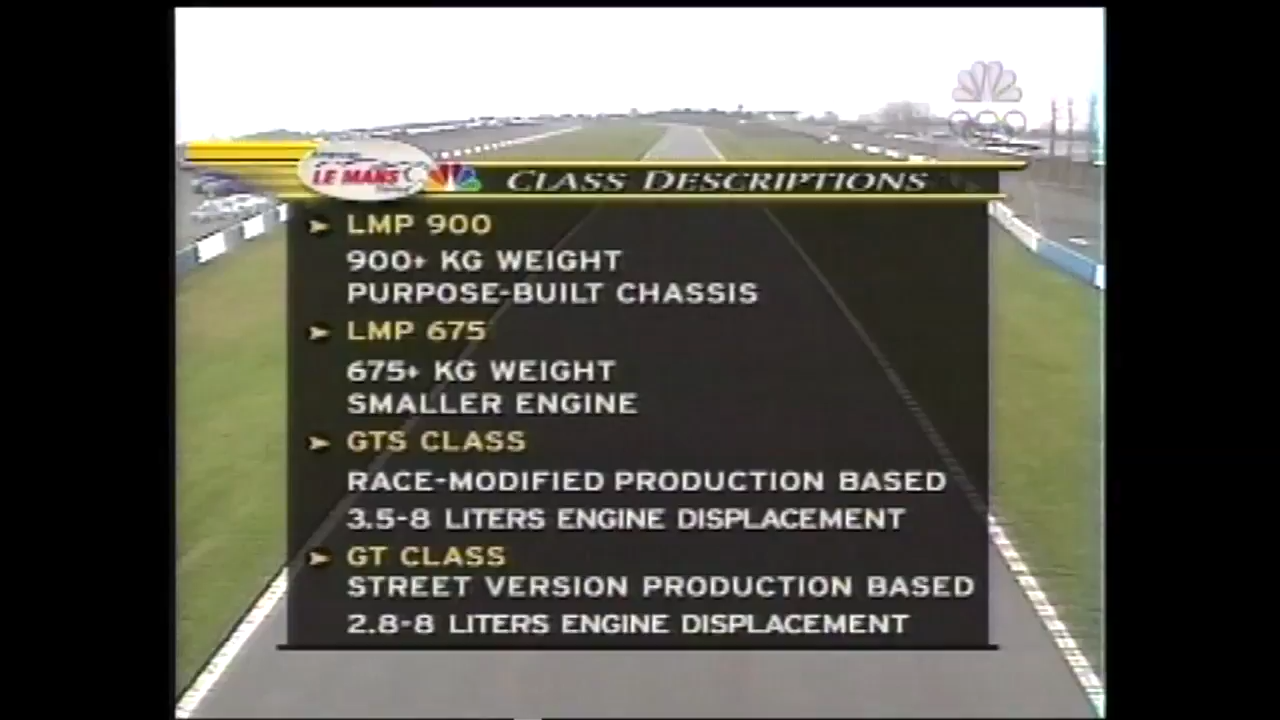 LE MANS
CLASS DESCRIPTIONS
LMP 900
900+ KG WEIGHT
PURPOSE-BUILT CHASSIS
LMP 675
675+ KG WEIGHT
SMALLER ENGINE
GTS CLASS
RACE-MODIFIED PRODUCTION BASED
3.5-8 LITERS ENGINE DISPLACEMENT
GT CLASS
STREET VERSION PRODUCTION BASED
2.8-8 LITERS ENGINE DISPLACEMENT